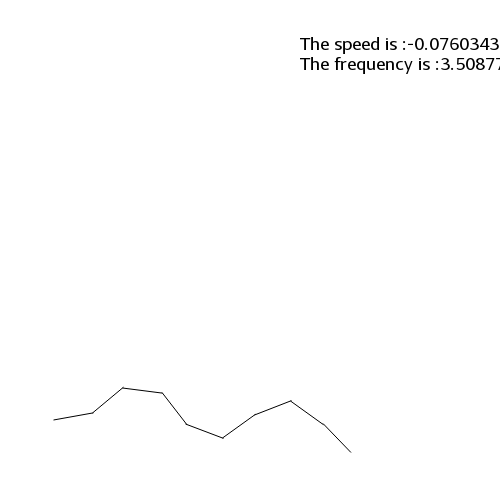 The speed is :-0.0760343
The frequency is :3.50877